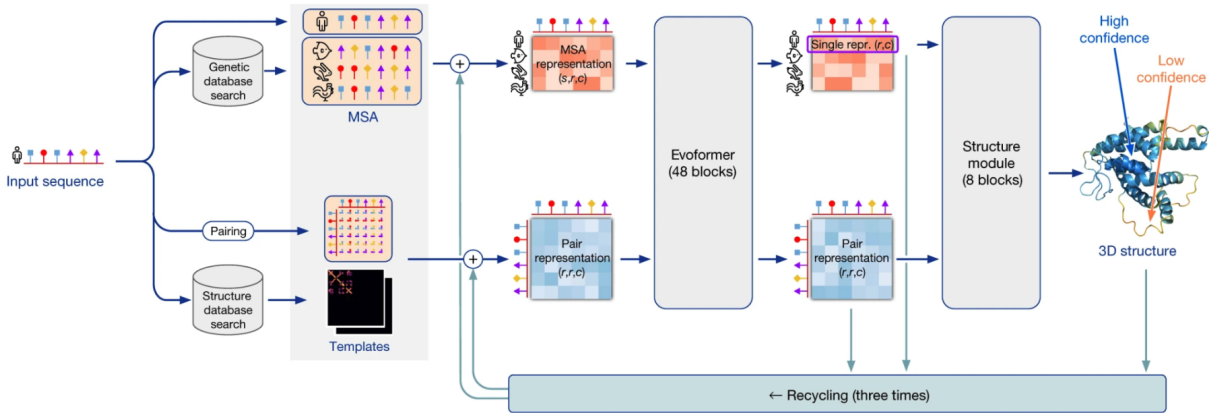 Genetic
database
search
MSA
Input sequence
Pairing
Structure
database
search
Templates
MSA
representation
(s,r,c)
Pair
representation
(r,r,c)
Evoformer
(48 blocks)
Single repr. (r,c)
Pair
representation
(r,r,c)
Structure
module
(8 blocks)
High
confidence
Low
confidence
3D structure
← Recycling (three times)